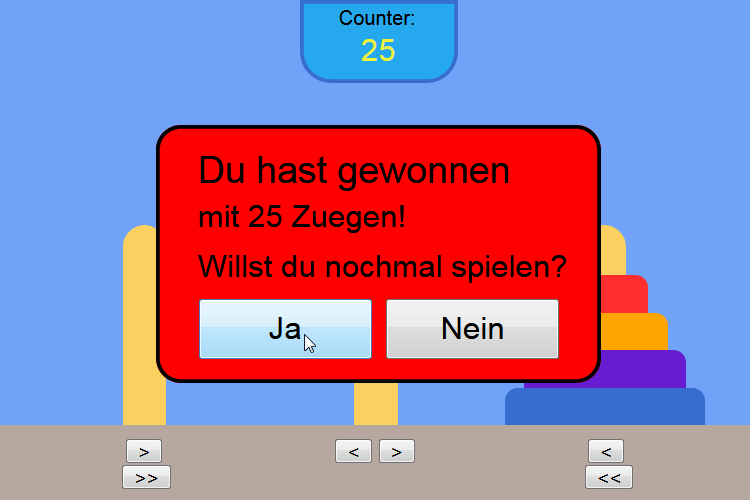 Counter:
25
Du hast gewonnen
mit 25 Zuegen!
Willst du nochmal spielen?
Ja Nein
> < > <
>> <<